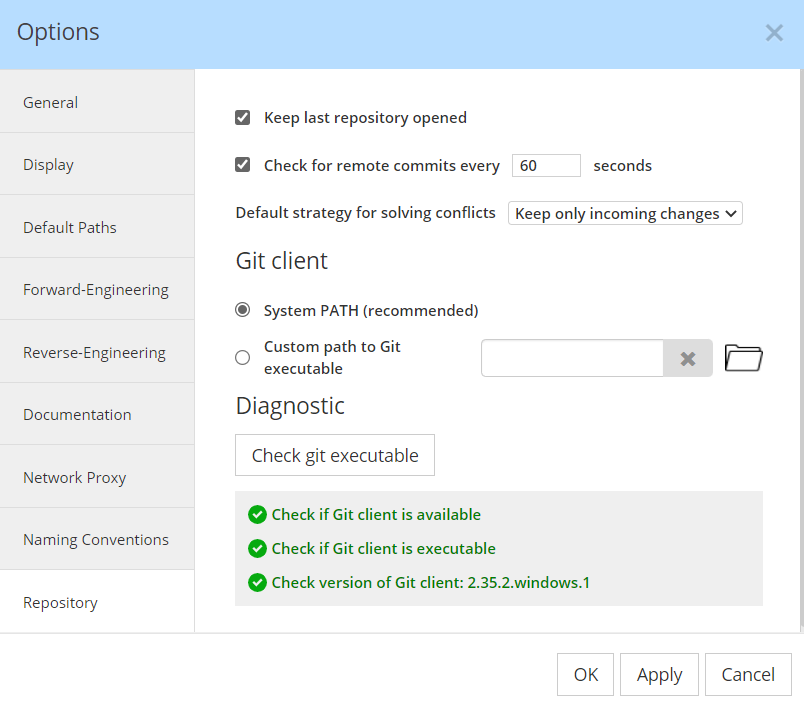 Options
General
Display
Default Paths
Forward-Engineering
Reverse-Engineering
Documentation
Network Proxy
Naming Conventions
Repository
Keep last repository opened
Check for remote commits every 60 seconds
Default strategy for solving conflicts Keep only incoming changes
Git client
System PATH (recommended)
Custom path to Git
executable
Diagnostic
Check git executable
Check if Git client is available
Check if Git client is executable
Check version of Git client: 2.35.2.windows.1
OK Apply Cancel